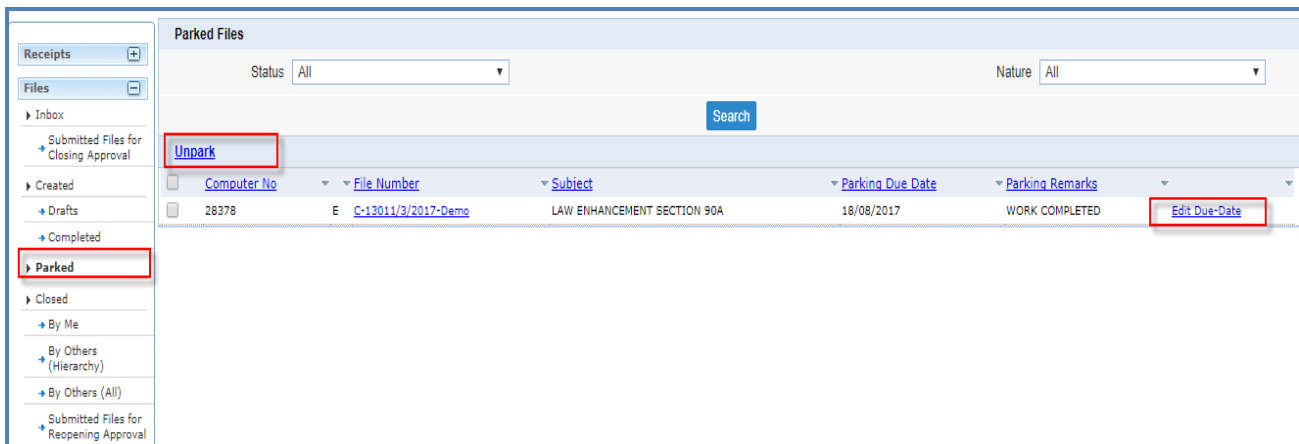 Receipts
Files
Inbox
Submitted Files for
Closing Approval
Created
Drafts
Completed
Parked
Closed
By Me
By Others
(Hierarchy)
By Others (All)
Submitted Files for
Reopening Approval
Parked Files
Status All Nature All
Search
Unpark
Computer No File Number Subject Parking Due Date Parking Remarks
28378 E C-13011/3/2017-Demo LAW ENHANCEMENT SECTION 90A 18/08/2017 WORK COMPLETED Edit Due-Date